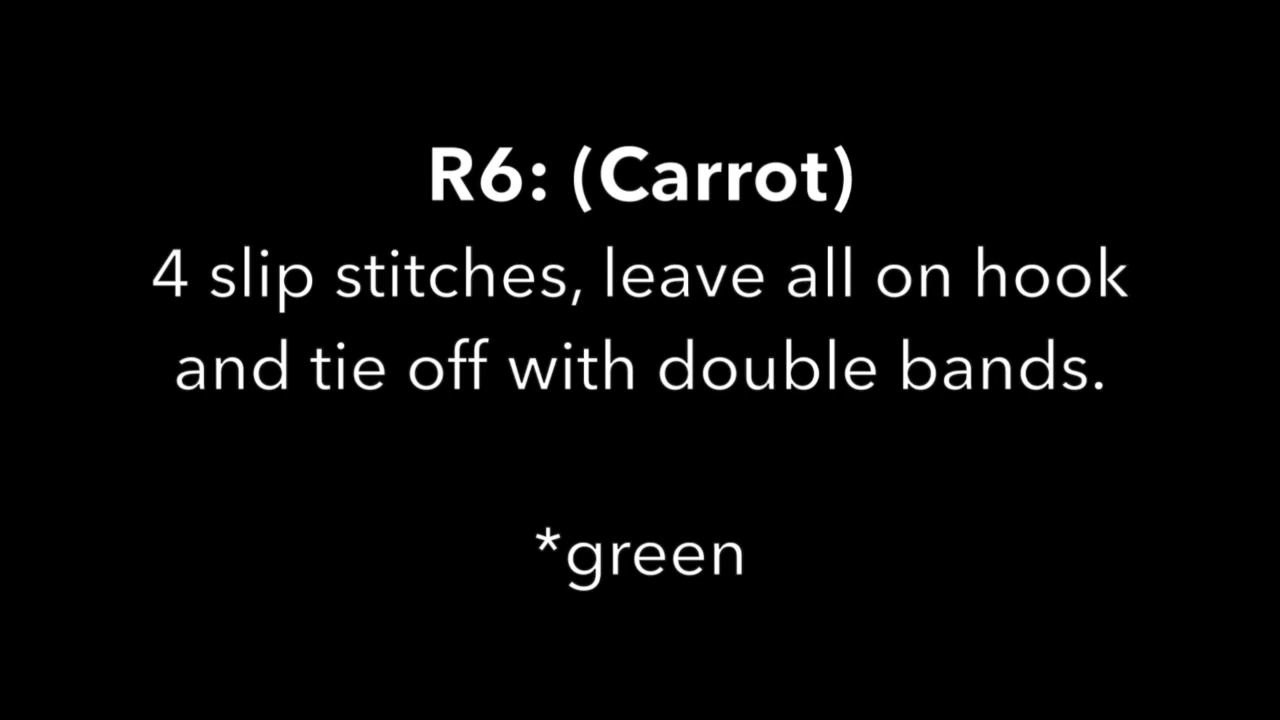 R6: (Carrot)
4 slip stitches, leave all on hook
and tie off with double bands.
*green